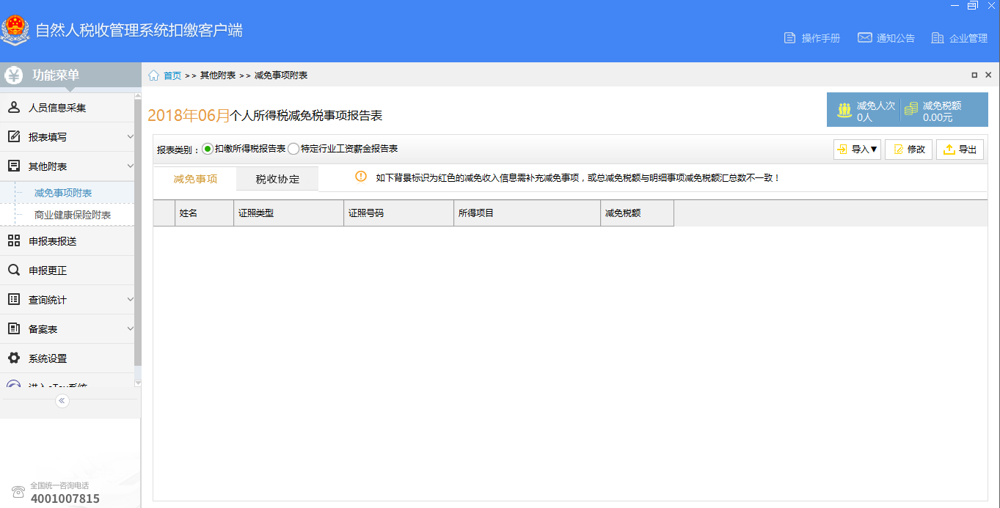 自然人税收管理系统扣缴客户端
操作手册 通知公告 企业管理
功能菜单
人员信息采集
报表填写
其他附表
减免事项附表
商业健康保险附表
申报表报送
申报更正
查询统计
备案表
系统设置
全国统一咨询电话
4001007815
首页 >> 其他附表 >> 减免事项附表
2018年06月个人所得税减免税事项报告表
减免人次 减免税额
0人 0.00元
报表类别： 扣缴所得税报告表 特定行业工资薪金报告表
导入▼ 修改 导出
减免事项 税收协定 如下背景标识为红色的减免收入信息需补充减免事项，或总减免税额与明细事项减免税额汇总数不一致！
姓名 证照类型 证照号码 所得项目 减免税额